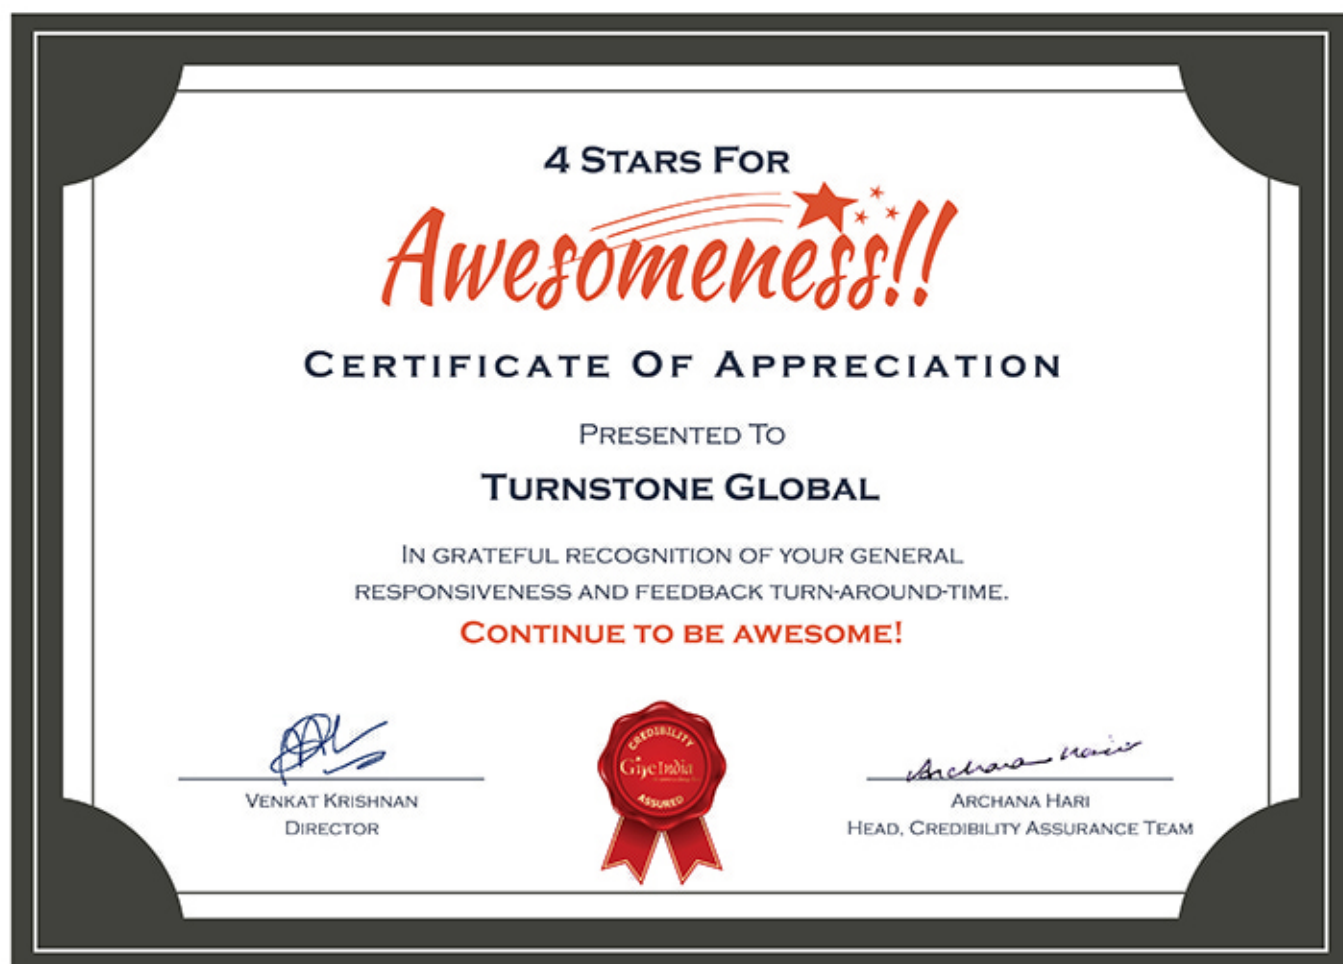 4 STARS FOR
Awesomeness!!
CERTIFICATE OF APPRECIATION
PRESENTED TO
TURNSTONE GLOBAL
IN GRATEFUL RECOGNITION OF YOUR GENERAL
RESPONSIVENESS AND FEEDBACK TURN-AROUND-TIME.
CONTINUE TO BE AWESOME!
CREDIBILITY
GiveIndia
ASSURED
VENKAT KRISHNAN
DIRECTOR
Archana Hari
ARCHANA HARI
HEAD, CREDIBILITY ASSURANCE TEAM